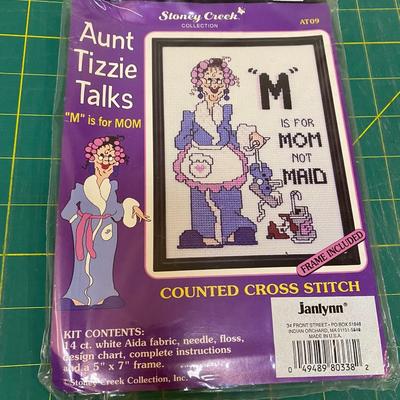 Stoney Creek
COLLECTION
AT09
Aunt
Tizzie
Talks
"M" is for MOM
"M"
IS FOR
MOM
NOT
MAID
FRAME INCLUDED
COUNTED CROSS STITCH
KIT CONTENTS:
14 ct. white Aida fabric, needle, floss,
design chart, complete instructions
and a 5" x 7" frame.
Stoney Creek Collection, Inc.
Janlynn®
34 FRONT STREET • PO BOX 51848
INDIAN ORCHARD, MA 01151-5848
MADE IN U.S.A.
0 49489 80338 2